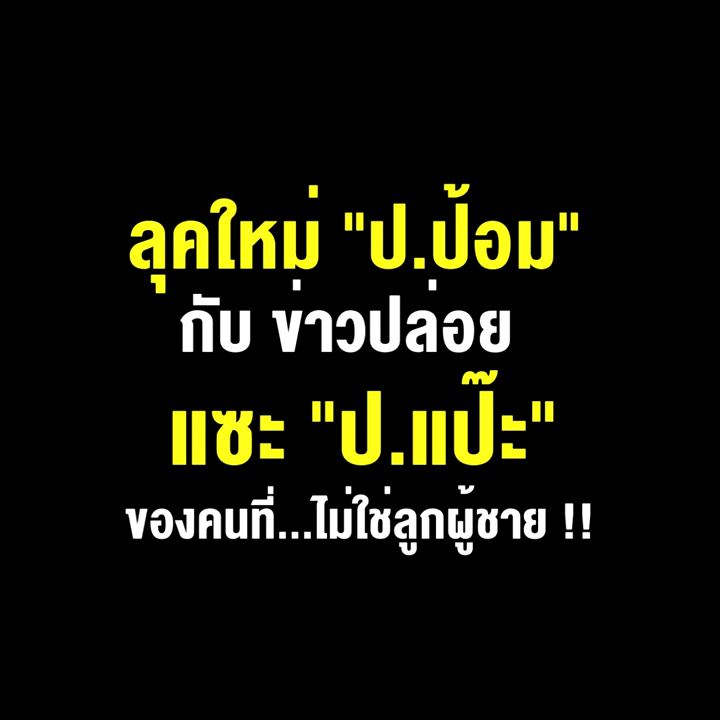 ลุคใหม่ "ป.ป้อม"
กับ ข่าวปล่อย
แซะ "ป.แป๊ะ"
ของคนที่...ไม่ใช่ลูกผู้ชาย !!